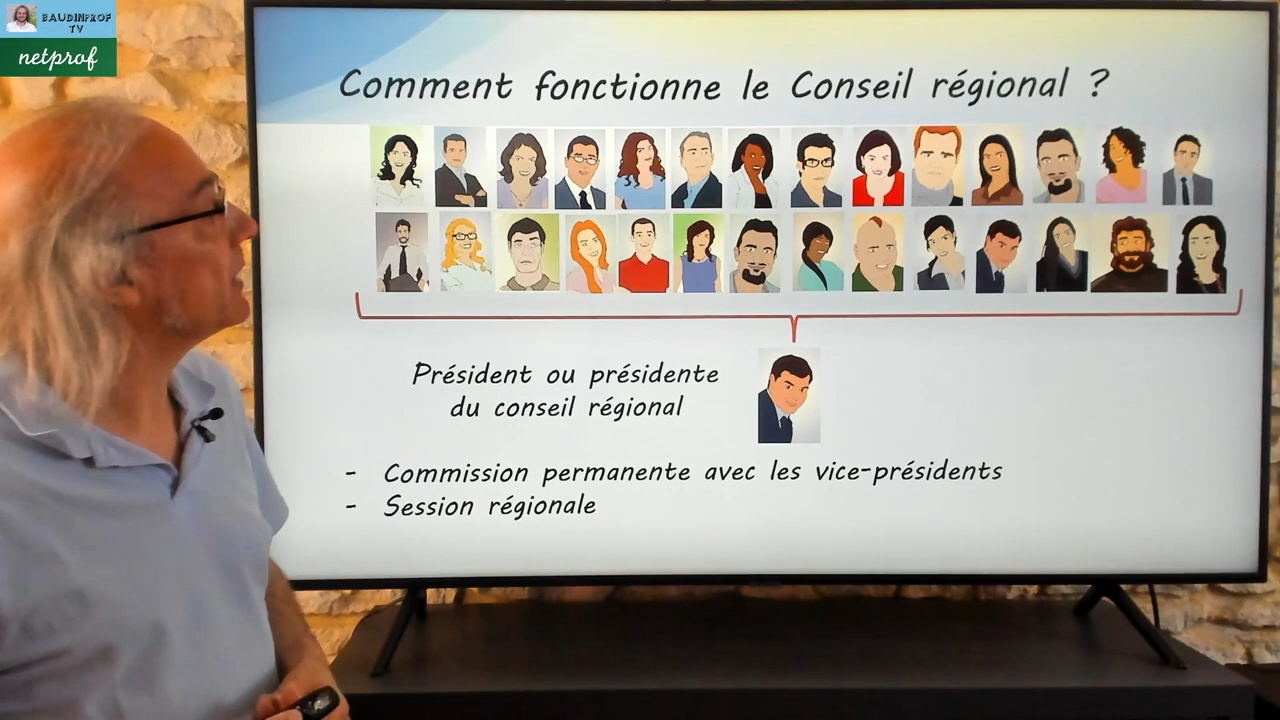 BAUDINPROF
TV
netprof
Comment fonctionne le Conseil régional ?
Président ou présidente
du conseil régional
- Commission permanente avec les vice-présidents
- Session régionale